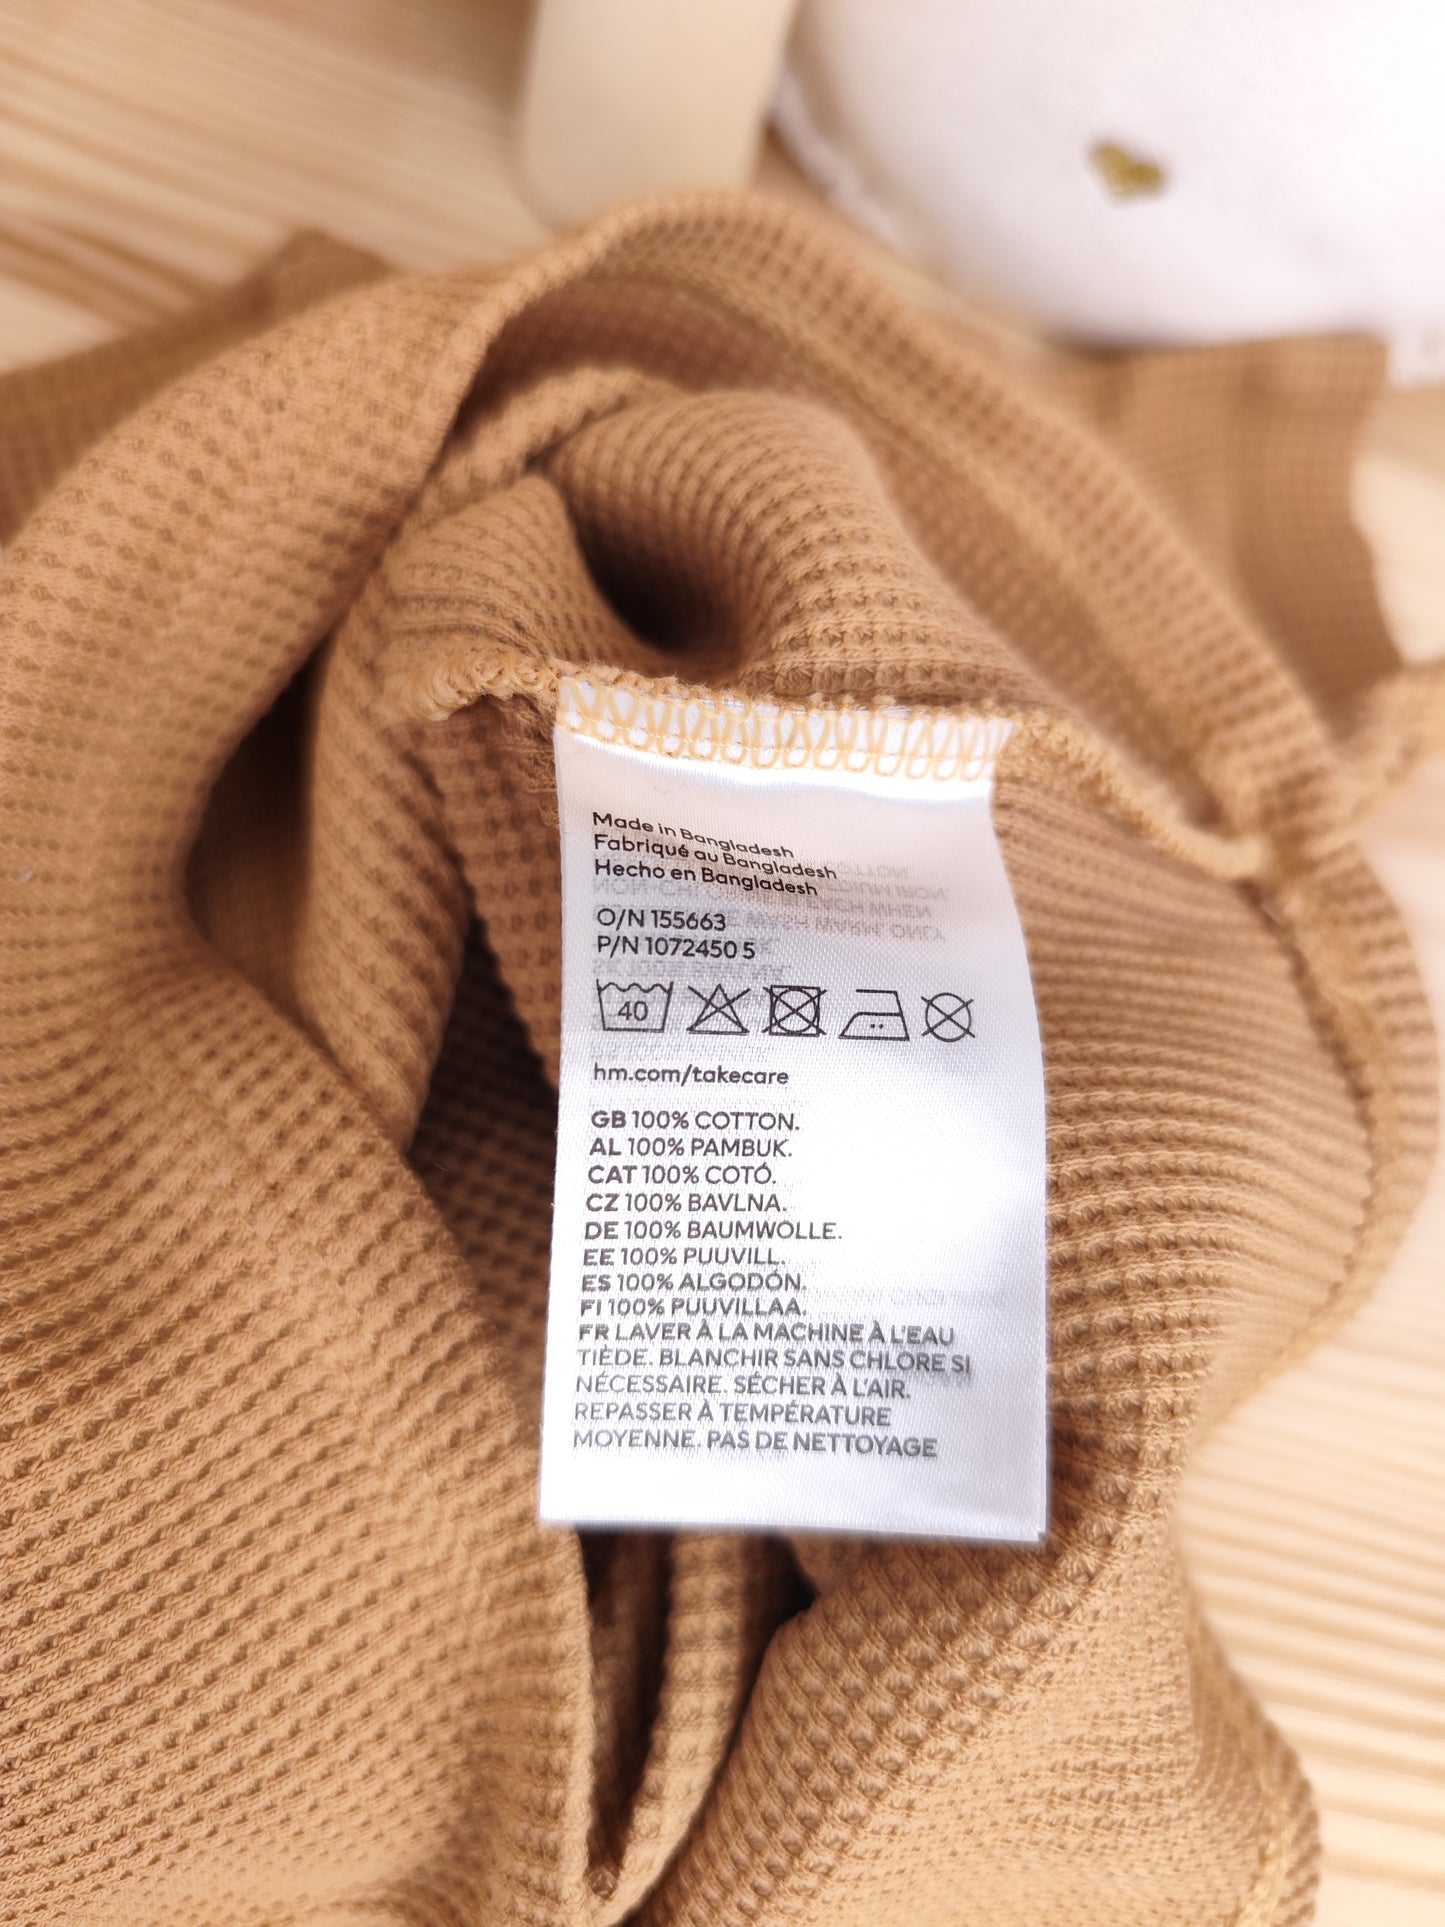 Made in Bangladesh
Fabriqué au Bangladesh
Hecho en Bangladesh
O/N 155663
P/N 1072450 5
40
hm.com/takecare
GB 100% COTTON.
AL 100% PAMBUK.
CAT 100% COTÓ.
CZ 100% BAVLNA.
DE 100% BAUMWOLLE.
EE 100% PUUVILL.
ES 100% ALGODÓN.
FI 100% PUUVILLAA.
FR LAVER À LA MACHINE À L'EAU
TIÈDE. BLANCHIR SANS CHLORE SI
NÉCESSAIRE. SÉCHER À L'AIR.
REPASSER À TEMPÉRATURE
MOYENNE. PAS DE NETTOYAGE